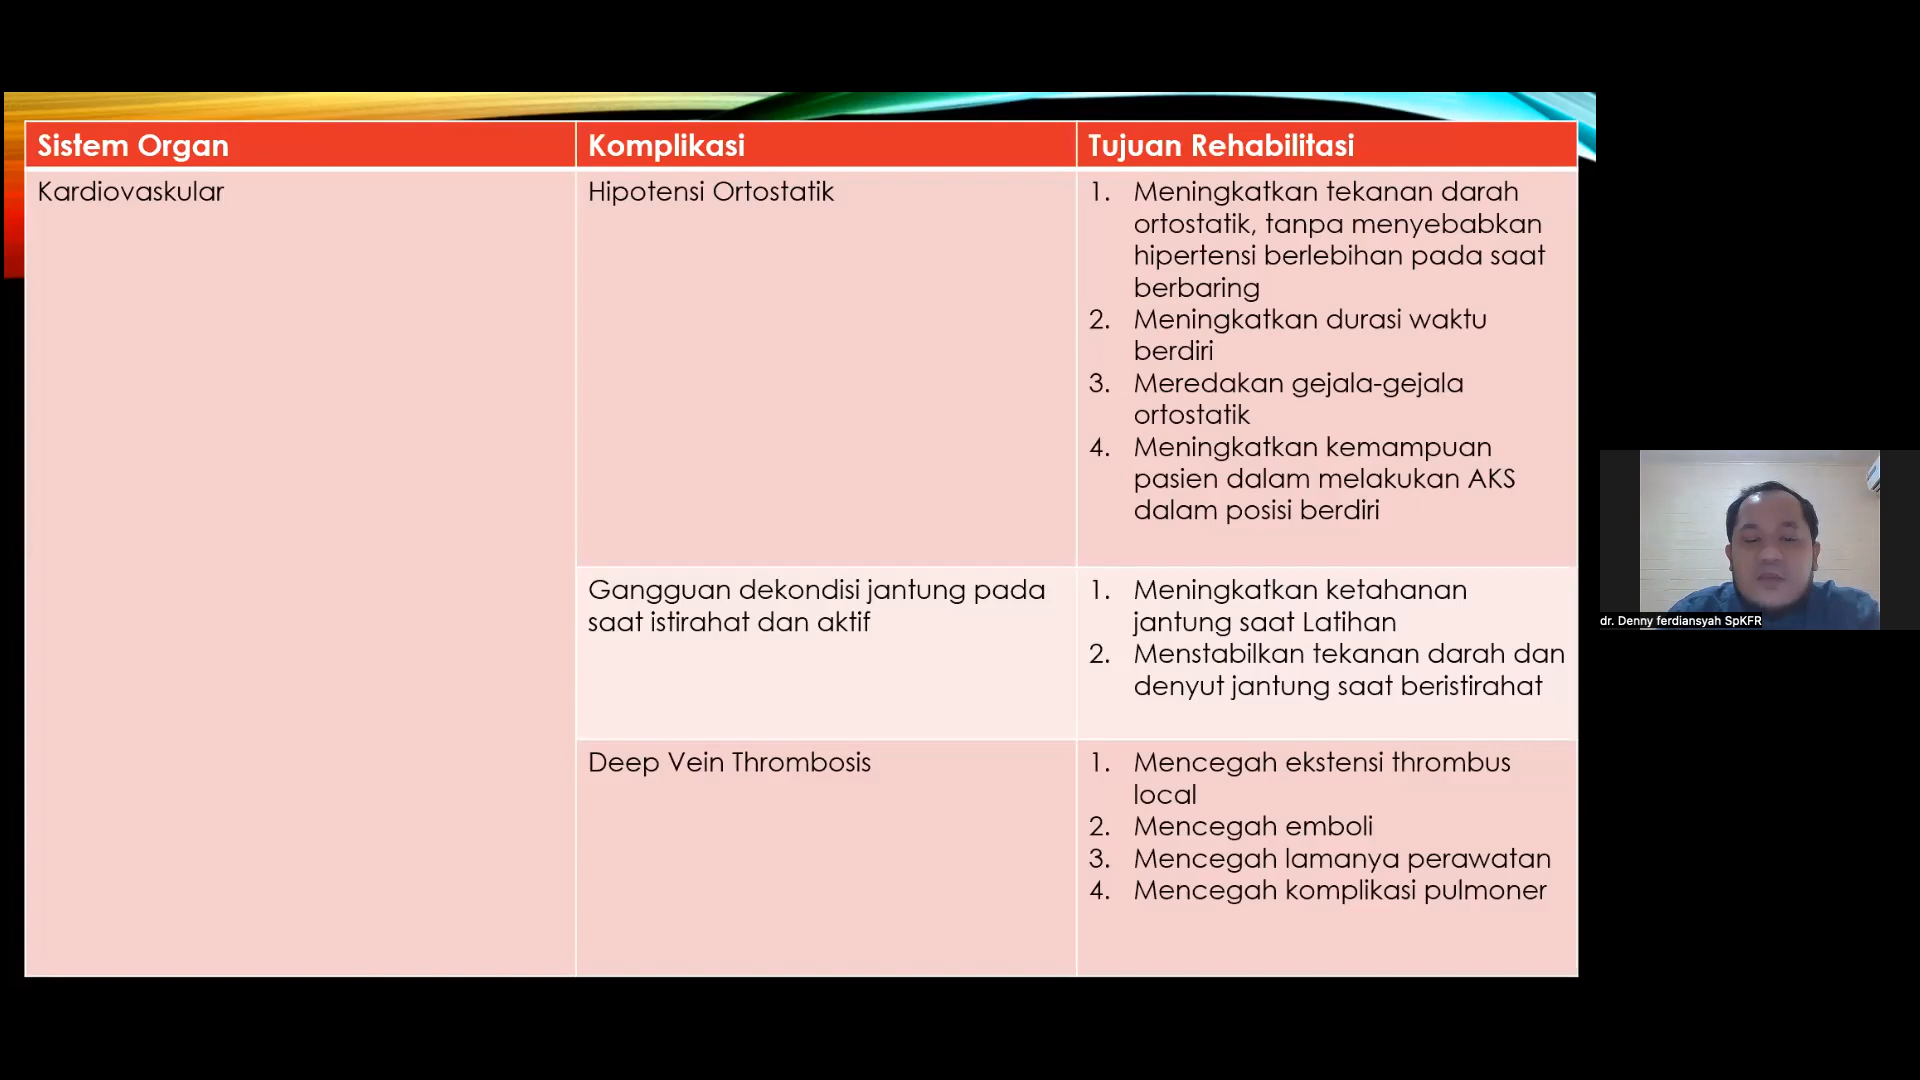 Sistem Organ
Komplikasi
Tujuan Rehabilitasi
Kardiovaskular
Hipotensi Ortostatik
1. Meningkatkan tekanan darah
ortostatik, tanpa menyebabkan
hipertensi berlebihan pada saat
berbaring
2. Meningkatkan durasi waktu
berdiri
3. Meredakan gejala-gejala
ortostatik
4. Meningkatkan kemampuan
pasien dalam melakukan AKS
dalam posisi berdiri
Gangguan dekondisi jantung pada
saat istirahat dan aktif
1. Meningkatkan ketahanan
jantung saat Latihan
2. Menstabilkan tekanan darah dan
denyut jantung saat beristirahat
Deep Vein Thrombosis
1. Mencegah ekstensi thrombus
local
2. Mencegah emboli
3. Mencegah lamanya perawatan
4. Mencegah komplikasi pulmoner
dr. Denny ferdiansyah SpKFR